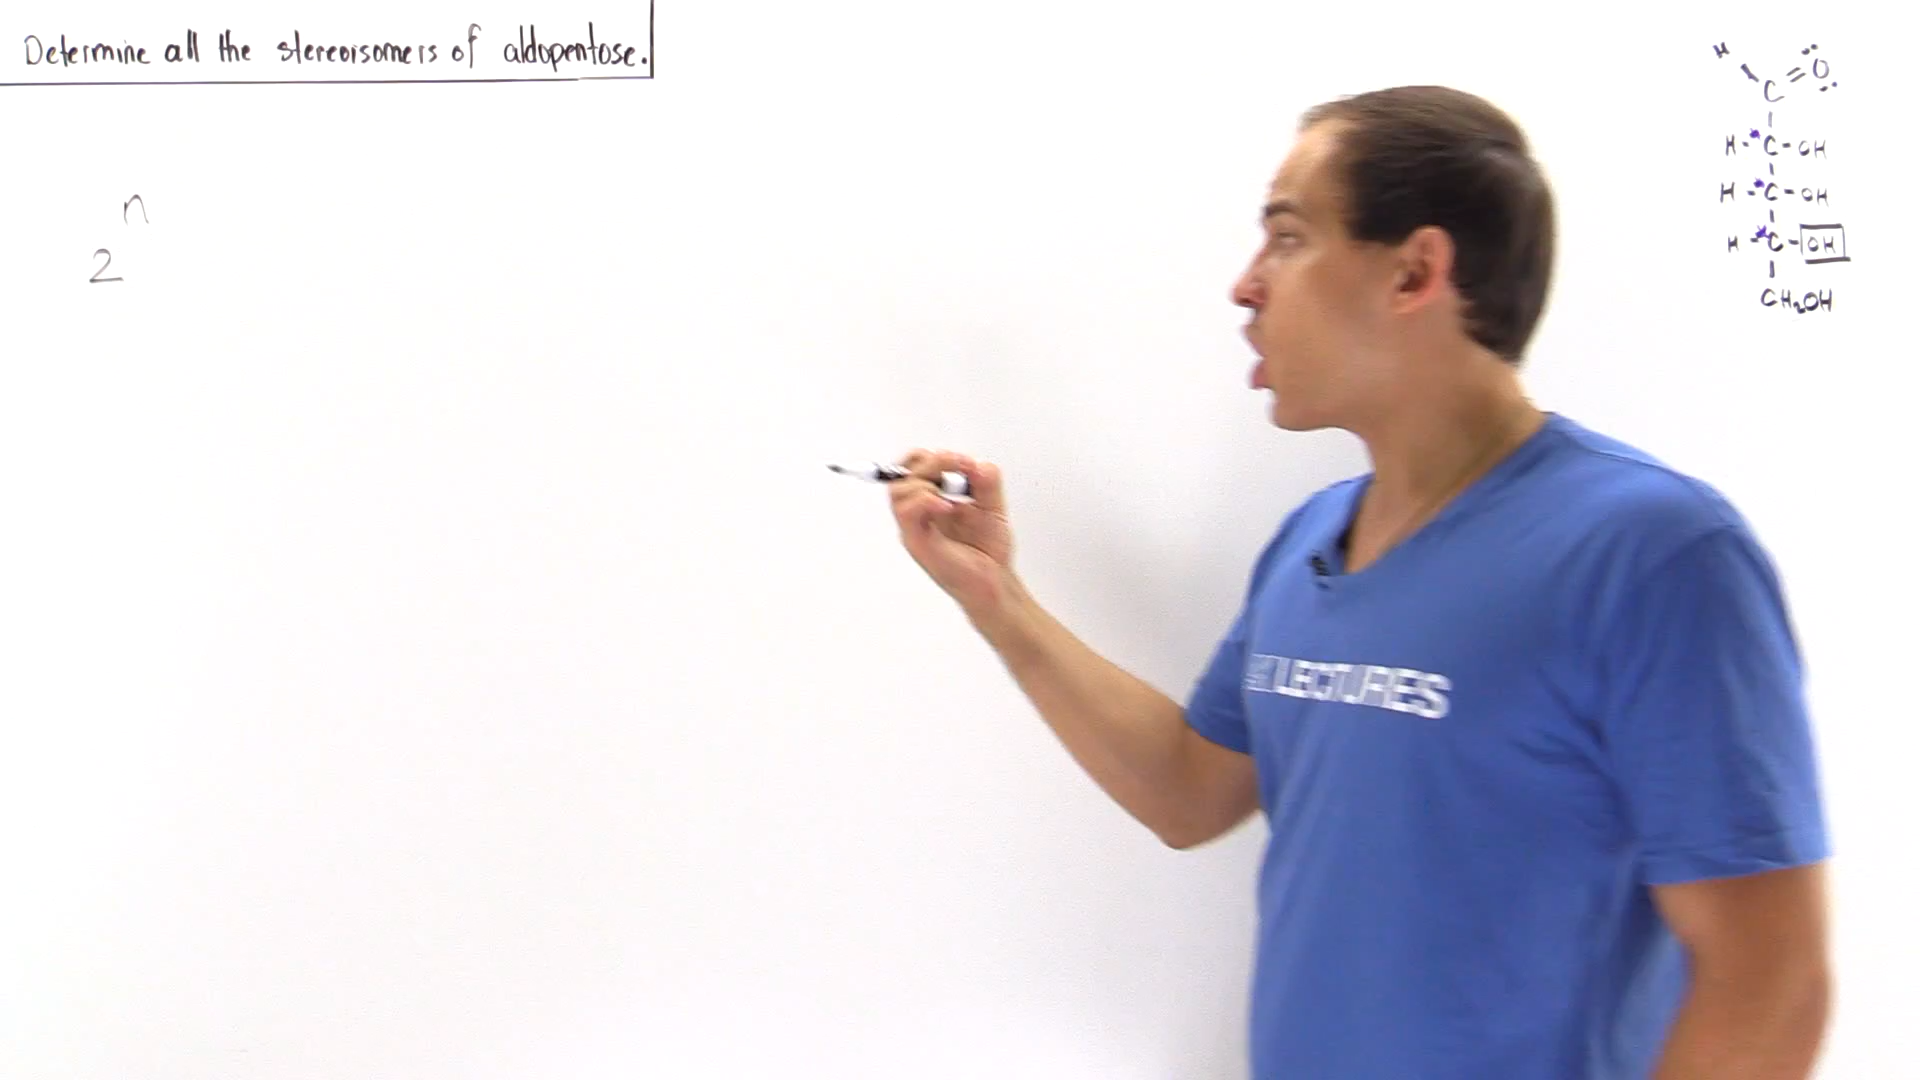 Determine all the stereoisomers of aldopentose.
2^n
H
C=O
H-*C-OH
H-*C-OH
H-*C-OH
CH₂OH
LECTURES